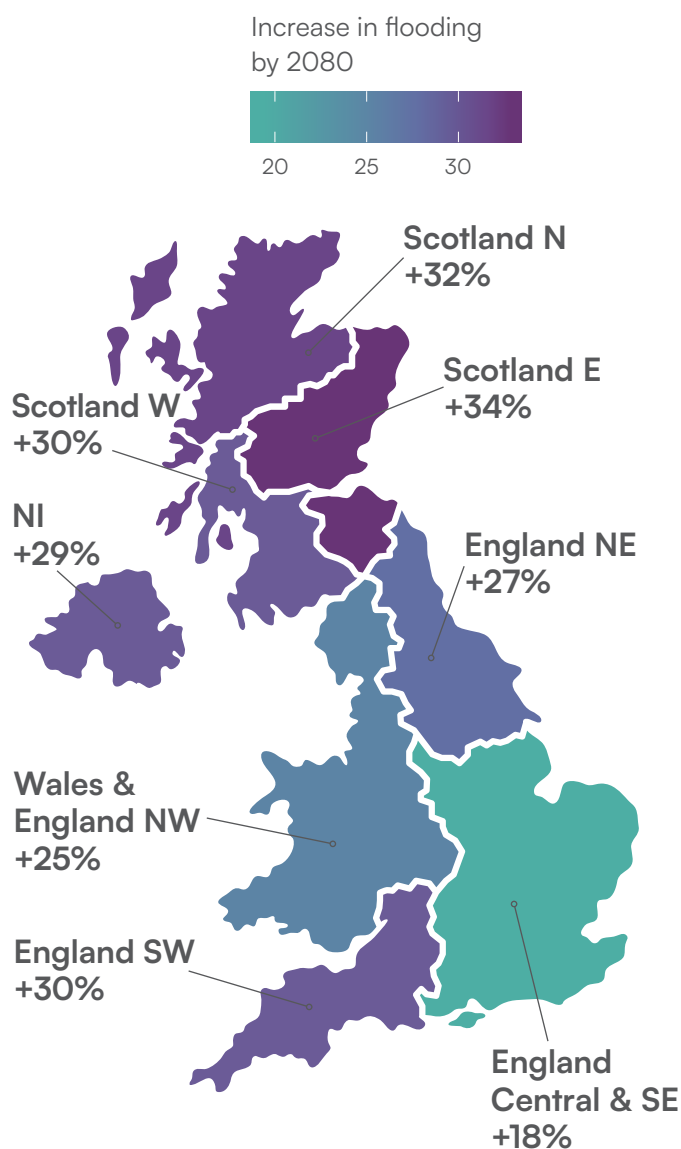 Increase in flooding
by 2080
20 25 30
Scotland N
+32%
Scotland E
+34%
Scotland W
+30%
NI
+29%
England NE
+27%
Wales &
England NW
+25%
England SW
+30%
England
Central & SE
+18%